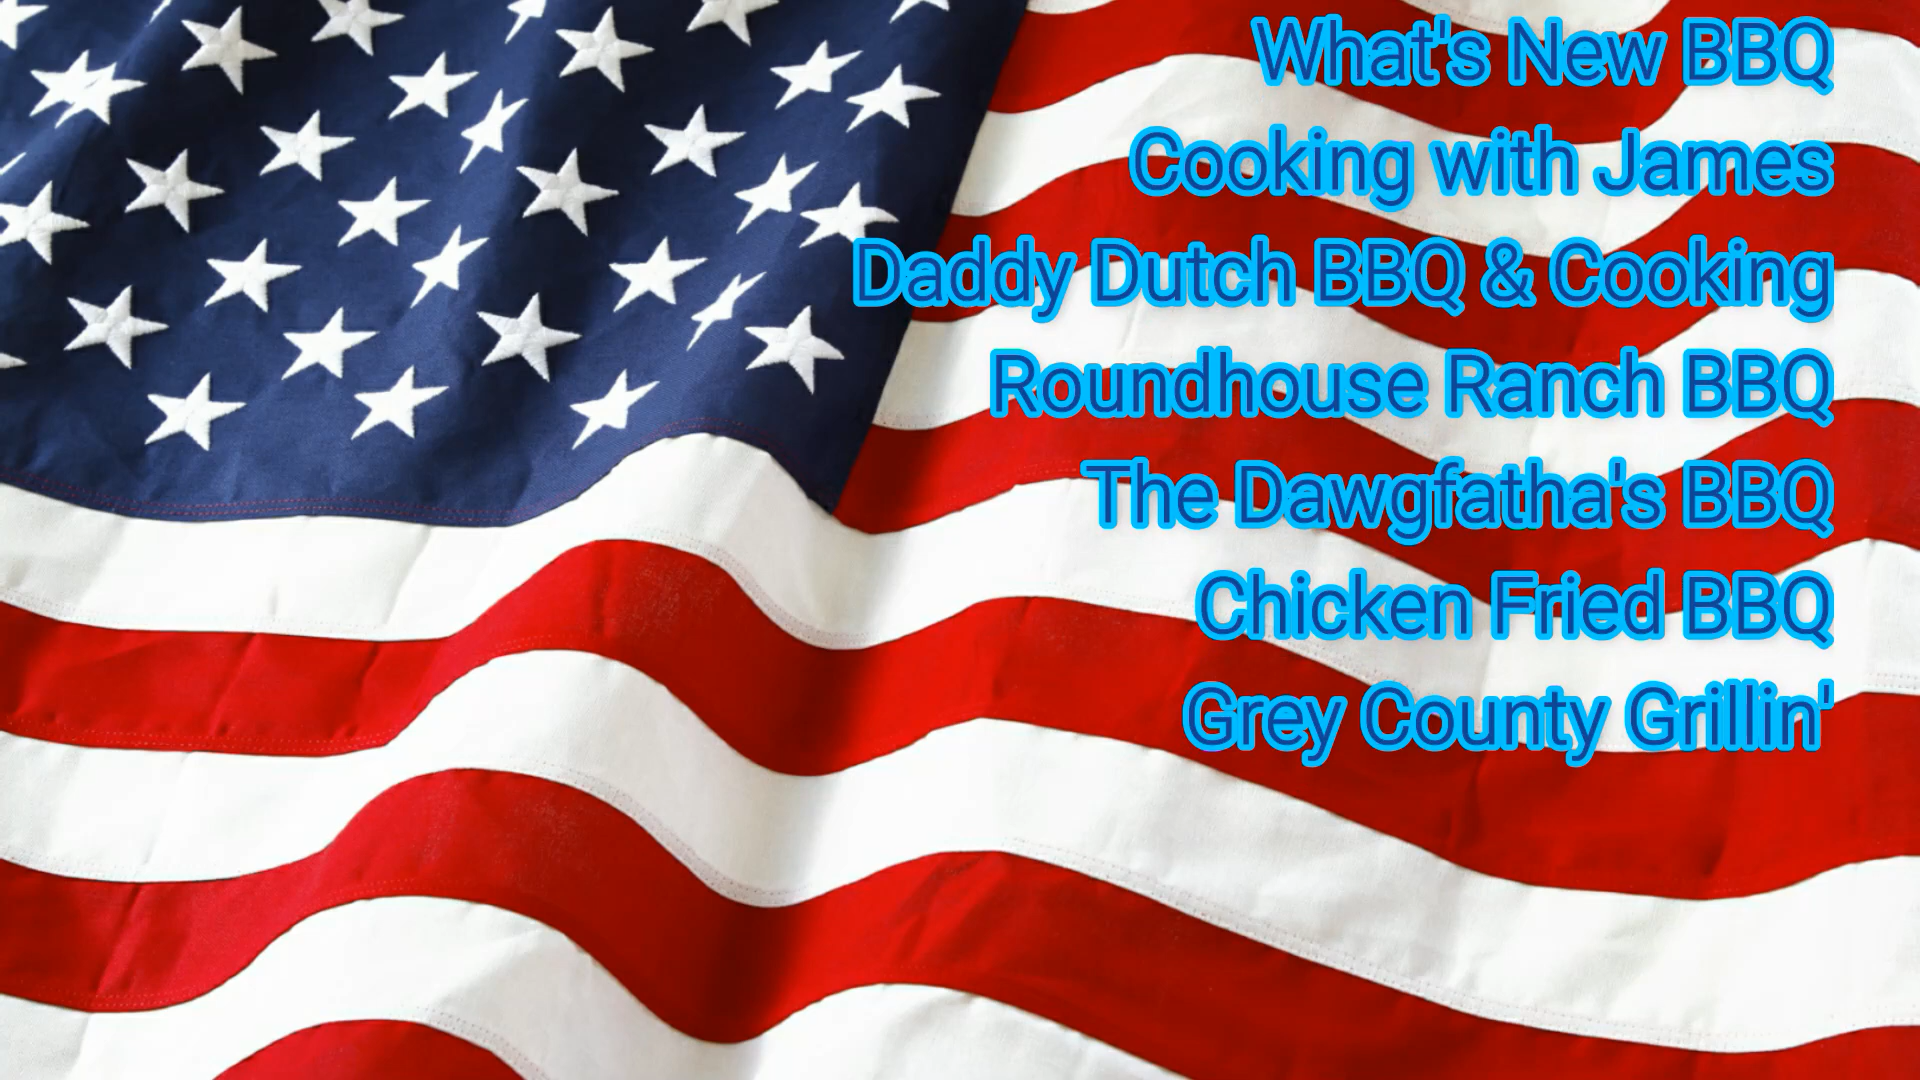 What's New BBQ
Cooking with James
Daddy Dutch BBQ & Cooking
Roundhouse Ranch BBQ
The Dawgfatha's BBQ
Chicken Fried BBQ
Grey County Grillin'